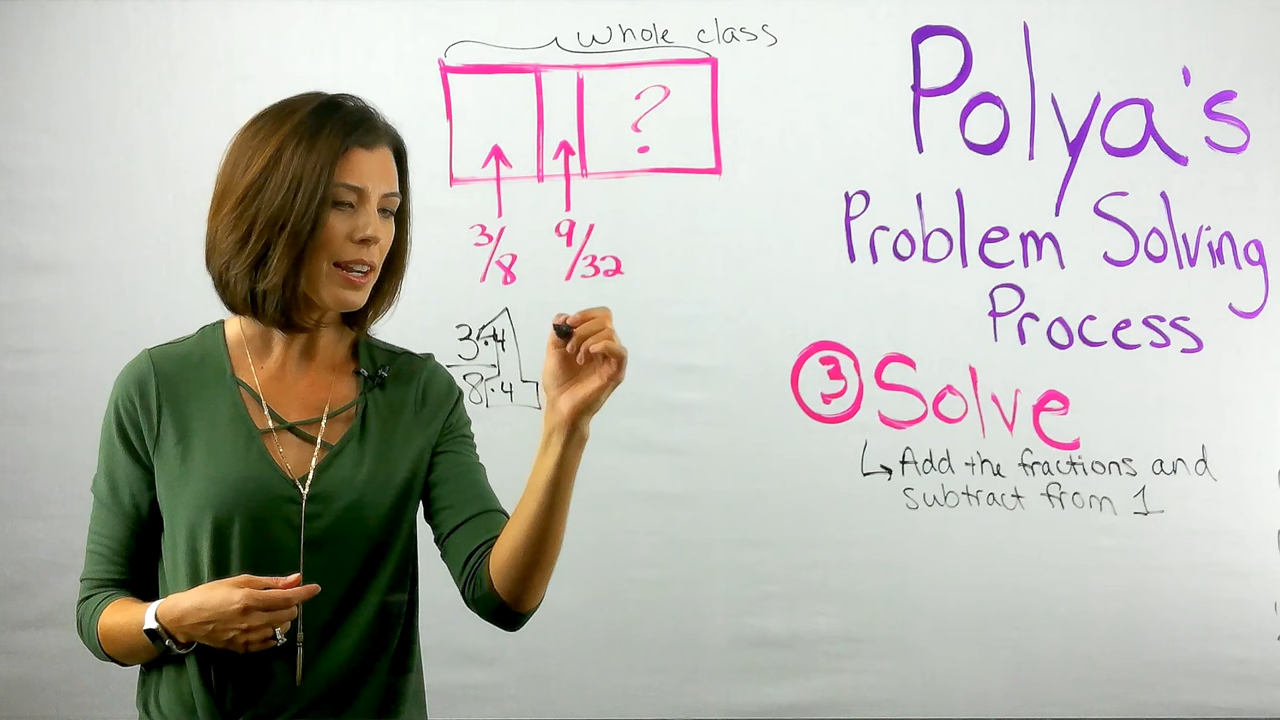 whole class
?
3/8 9/32
3·4
8·4
Polya's
Problem Solving
Process
3 Solve
↳ Add the fractions and
subtract from 1